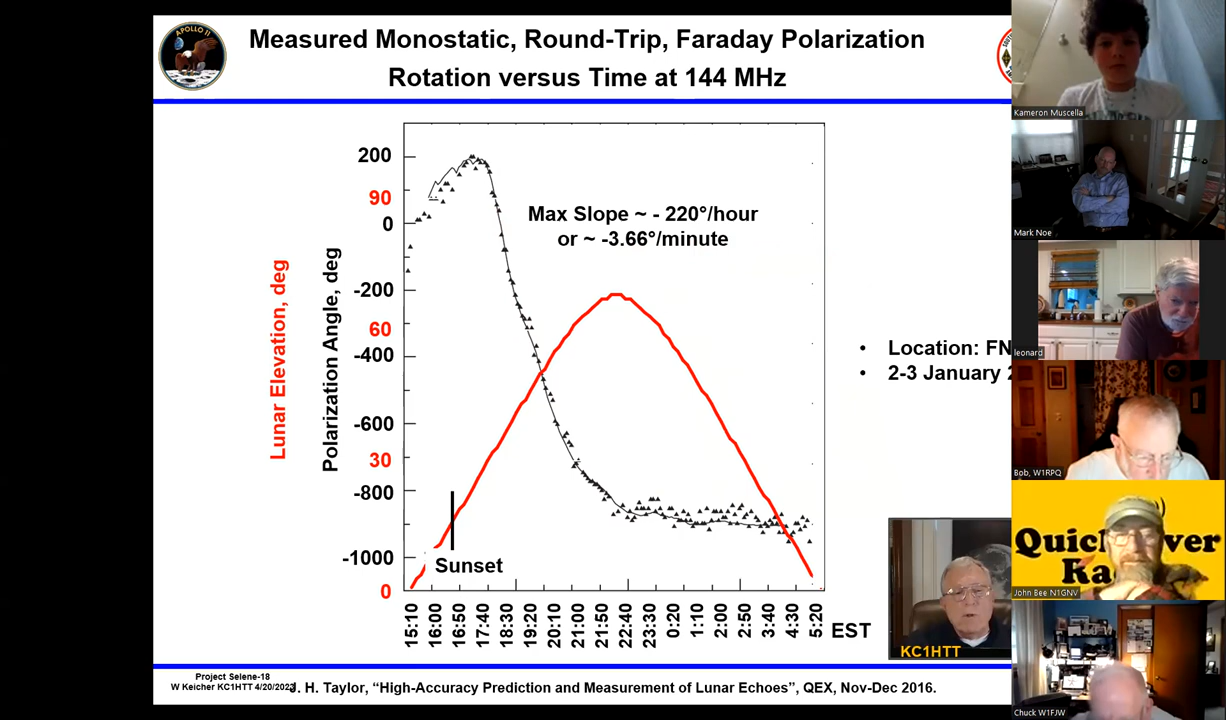 APOLLO 11
Measured Monostatic, Round-Trip, Faraday Polarization
Rotation versus Time at 144 MHz
Lunar Elevation, deg
Polarization Angle, deg
200
90
0
-200
60
-400
-600
30
-800
-1000
0
Max Slope ~ - 220°/hour
or ~ -3.66°/minute
Sunset
15:10
16:00
16:50
17:40
18:30
19:20
20:10
21:00
21:50
22:40
23:30
0:20
1:10
2:00
2:50
3:40
4:30
5:20
EST
• Location: FN
• 2-3 January
KC1HTT
Project Selene-18
W Keicher KC1HTT 4/20/2023
J. H. Taylor, “High-Accuracy Prediction and Measurement of Lunar Echoes”, QEX, Nov-Dec 2016.
Kameron Muscella
Mark Noe
leonard
Bob, W1RPQ
John Bee N1GNV
Chuck W1FJW